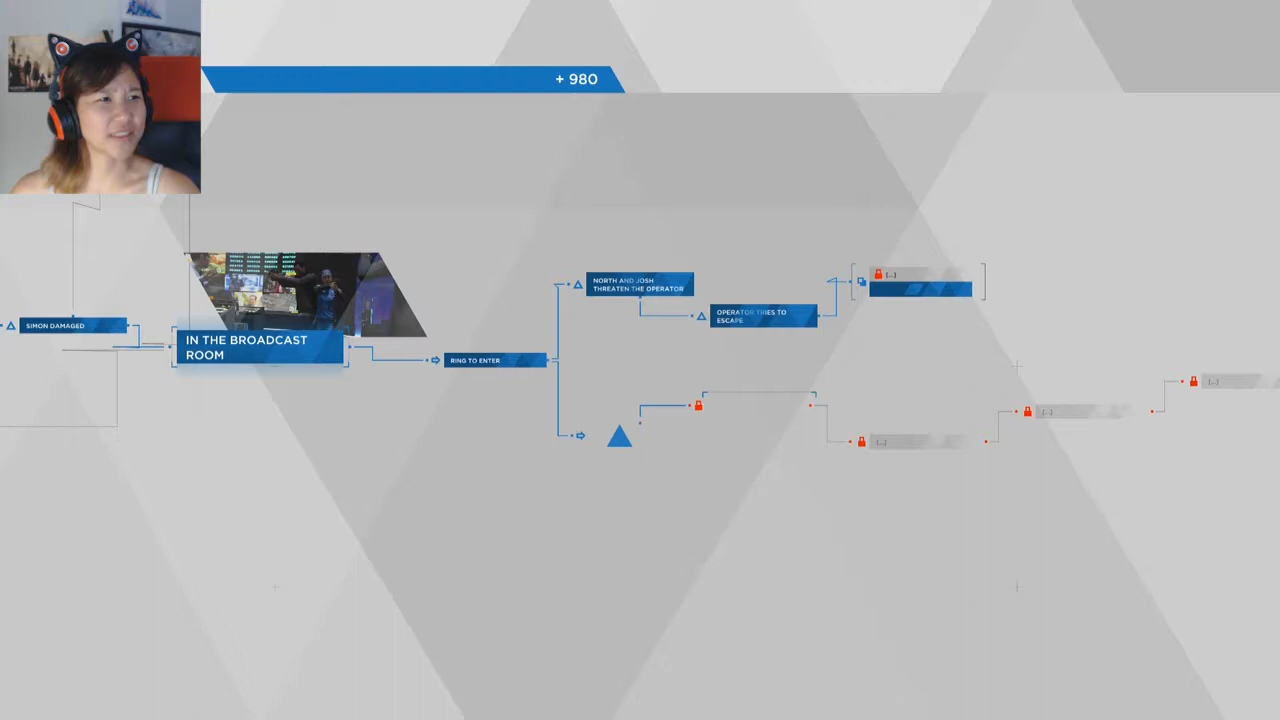 + 980
NORTH AND JOSH
THREATEN THE OPERATOR
[...]
OPERATOR TRIES TO
ESCAPE
SIMON DAMAGED
IN THE BROADCAST
ROOM
RING TO ENTER
[...]
[...]
[...]